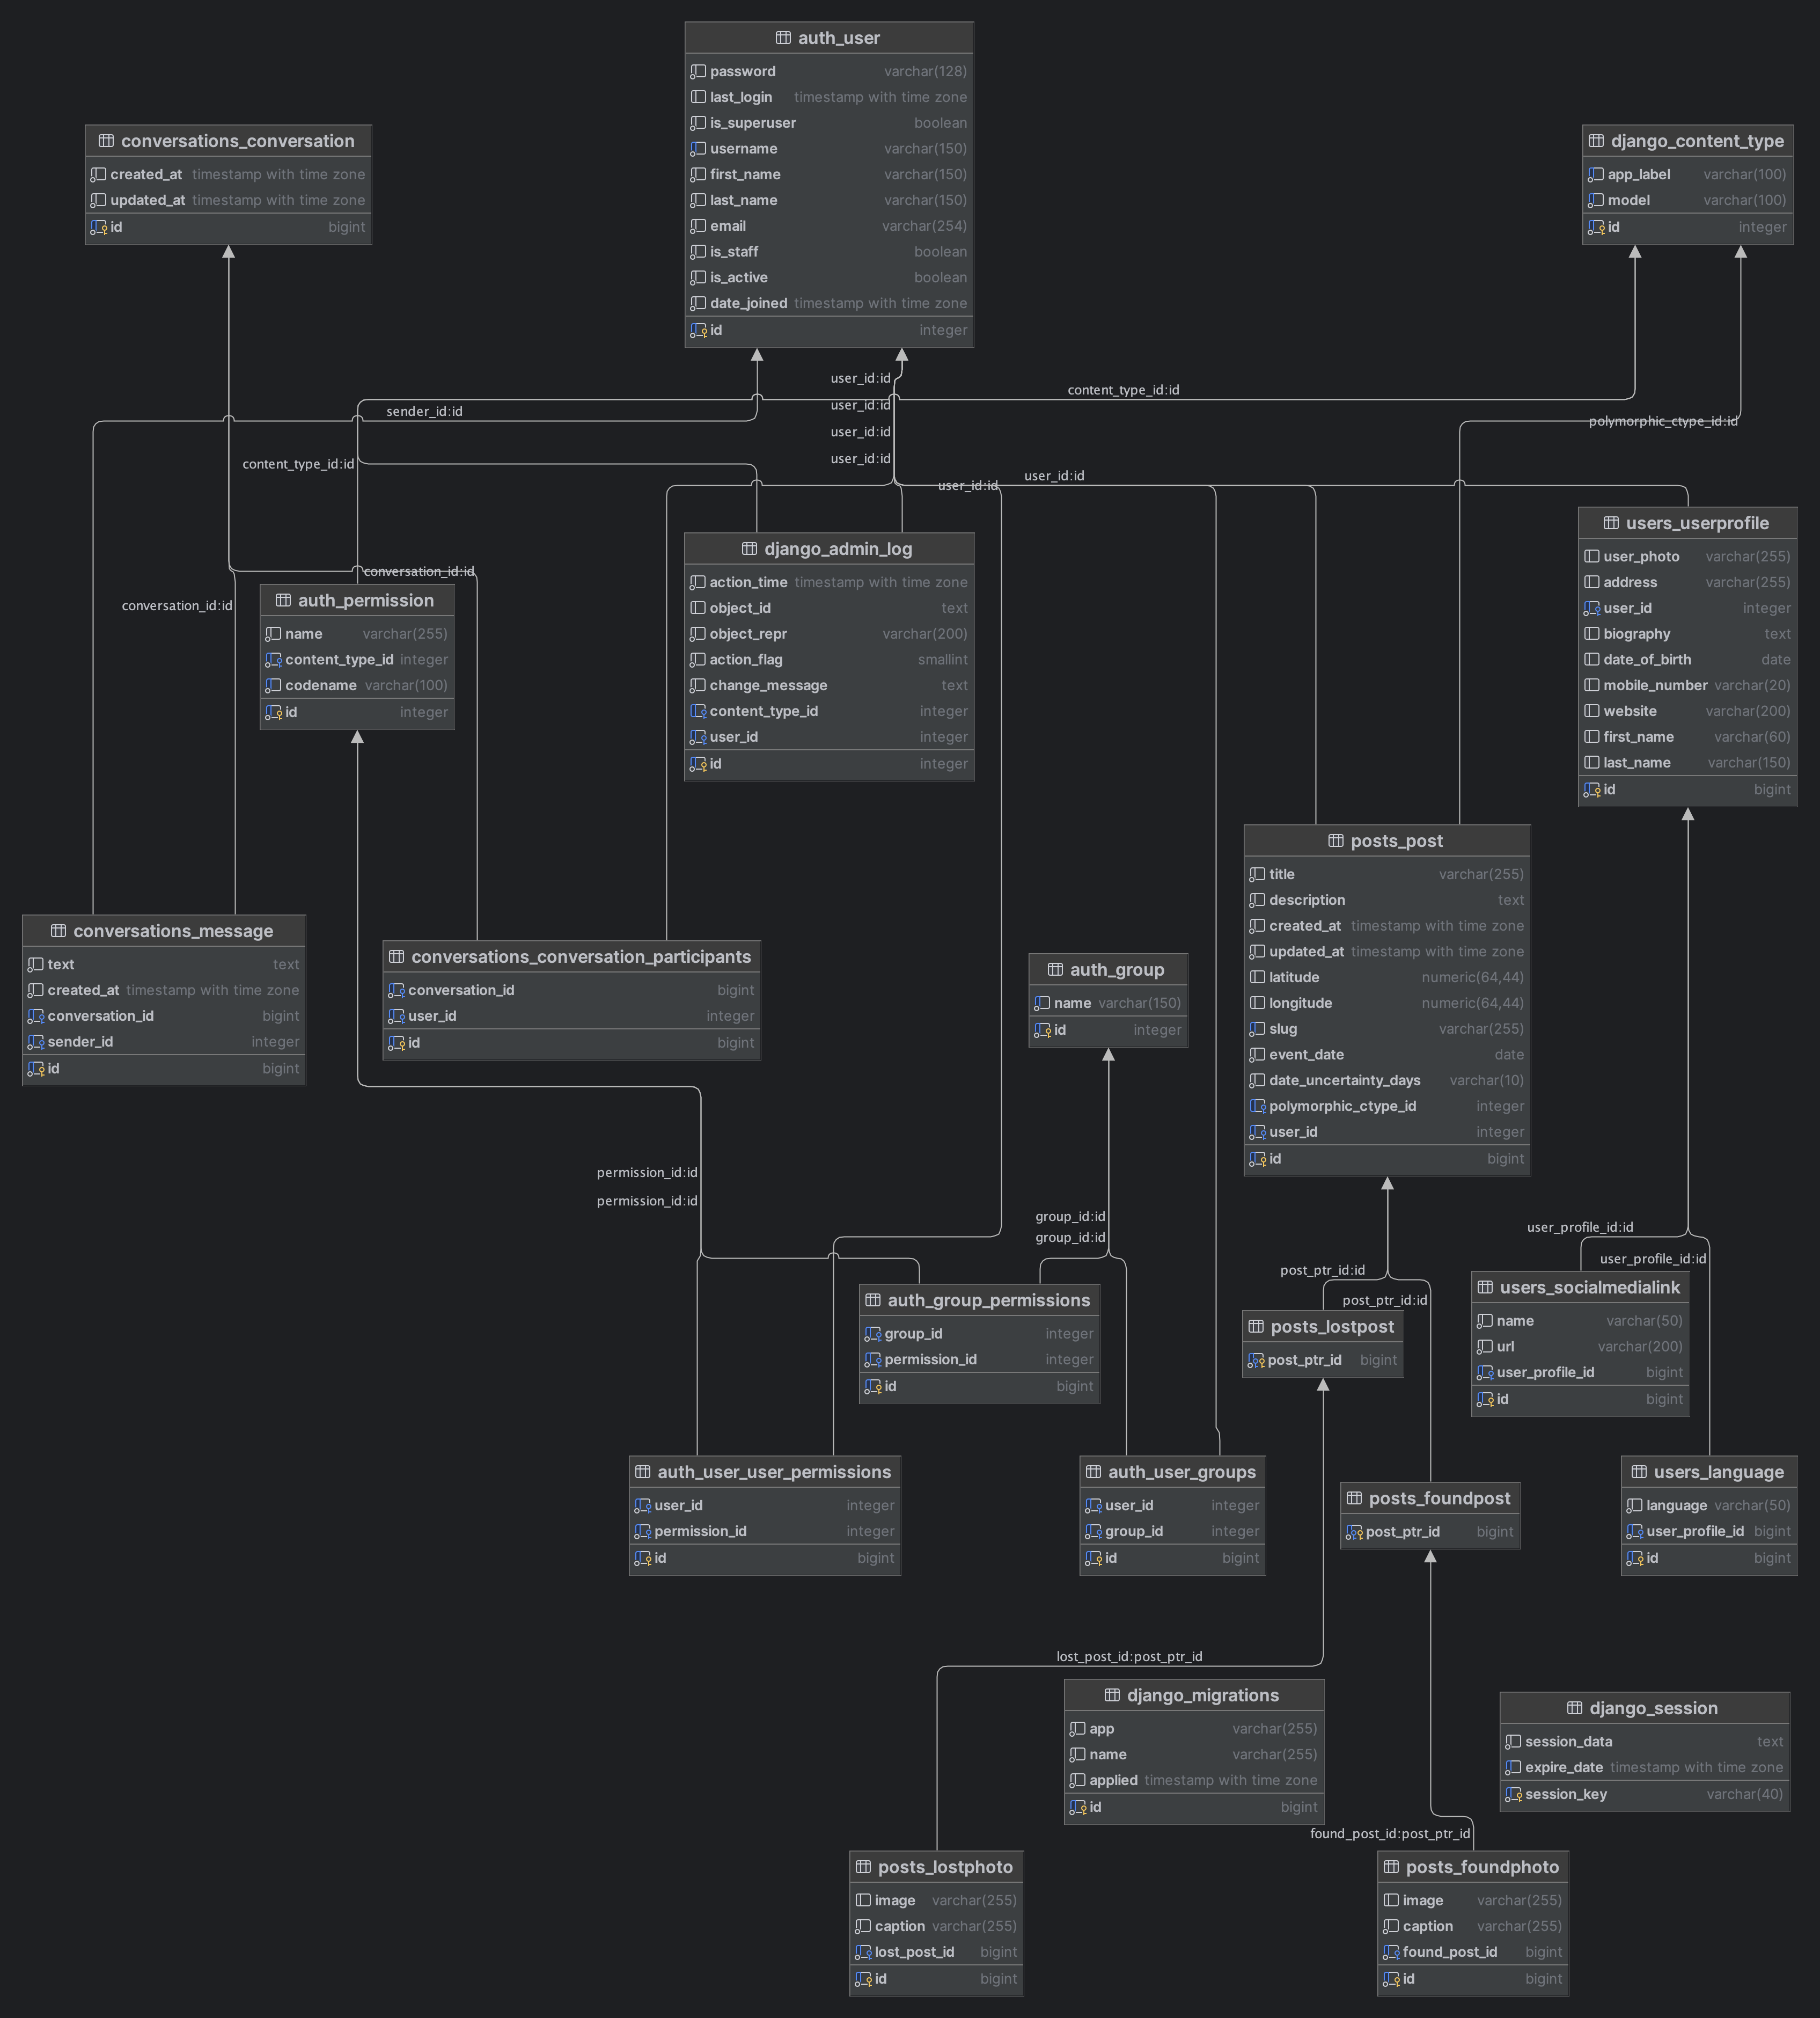 auth_user
password varchar(128)
last_login timestamp with time zone
is_superuser boolean
username varchar(150)
first_name varchar(150)
last_name varchar(150)
email varchar(254)
is_staff boolean
is_active boolean
date_joined timestamp with time zone
id integer
conversations_conversation
created_at timestamp with time zone
updated_at timestamp with time zone
id bigint
django_content_type
app_label varchar(100)
model varchar(100)
id integer
user_id:id
content_type_id:id
user_id:id
sender_id:id
polymorphic_ctype_id:id
user_id:id
user_id:id
content_type_id:id
user_id:id
user_id:id
conversation_id:id
conversation_id:id
users_userprofile
user_photo varchar(255)
address varchar(255)
user_id integer
biography text
date_of_birth date
mobile_number varchar(20)
website varchar(200)
first_name varchar(60)
last_name varchar(150)
id bigint
django_admin_log
action_time timestamp with time zone
object_id text
object_repr varchar(200)
action_flag smallint
change_message text
content_type_id integer
user_id integer
id integer
auth_permission
name varchar(255)
content_type_id integer
codename varchar(100)
id integer
posts_post
title varchar(255)
description text
created_at timestamp with time zone
updated_at timestamp with time zone
latitude numeric(64,44)
longitude numeric(64,44)
slug varchar(255)
event_date date
date_uncertainty_days varchar(10)
polymorphic_ctype_id integer
user_id integer
id bigint
conversations_message
text text
created_at timestamp with time zone
conversation_id bigint
sender_id integer
id bigint
conversations_conversation_participants
conversation_id bigint
user_id integer
id bigint
auth_group
name varchar(150)
id integer
permission_id:id
permission_id:id
group_id:id
group_id:id
user_profile_id:id
user_profile_id:id
post_ptr_id:id
post_ptr_id:id
auth_group_permissions
group_id integer
permission_id integer
id bigint
posts_lostpost
post_ptr_id bigint
users_socialmedialink
name varchar(50)
url varchar(200)
user_profile_id bigint
id bigint
auth_user_user_permissions
user_id integer
permission_id integer
id bigint
auth_user_groups
user_id integer
group_id integer
id bigint
posts_foundpost
post_ptr_id bigint
users_language
language varchar(50)
user_profile_id bigint
id bigint
lost_post_id:post_ptr_id
django_migrations
app varchar(255)
name varchar(255)
applied timestamp with time zone
id bigint
django_session
session_data text
expire_date timestamp with time zone
session_key varchar(40)
found_post_id:post_ptr_id
posts_lostphoto
image varchar(255)
caption varchar(255)
lost_post_id bigint
id bigint
posts_foundphoto
image varchar(255)
caption varchar(255)
found_post_id bigint
id bigint